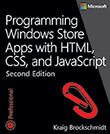 Microsoft
Programming
Windows Store
Apps with HTML,
CSS, and JavaScript
Second Edition
Professional
Kraig Brockschmidt